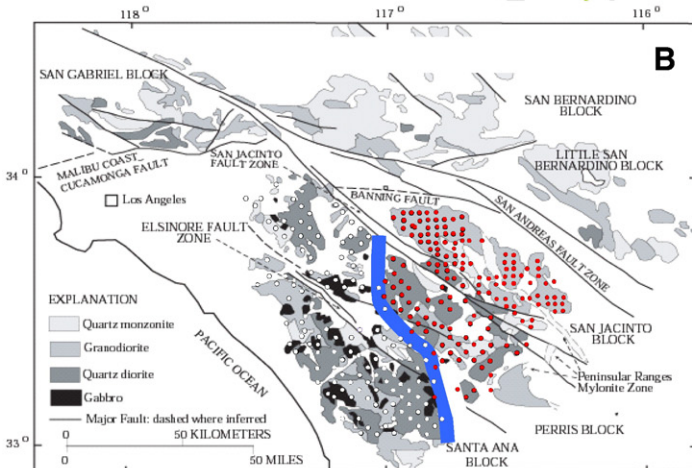 118 °
117 °
116 °
B
SAN GABRIEL BLOCK
SAN BERNARDINO
BLOCK
LITTLE SAN
BERNARDINO BLOCK
MALIBU COAST
CUCAMONGA FAULT
SAN JACINTO
FAULT ZONE
34 °
BANNING FAULT
SAN ANDREAS FAULT ZONE
Los Angeles
ELSINORE FAULT
ZONE
EXPLANATION
Quartz monzonite
Granodiorite
Quartz diorite
Gabbro
Major Fault: dashed where inferred
PACIFIC OCEAN
SAN JACINTO
BLOCK
Peninsular Ranges
Mylonite Zone
PERRIS BLOCK
SANTA ANA
BLOCK
33 °
0 50 KILOMETERS
0 50 MILES